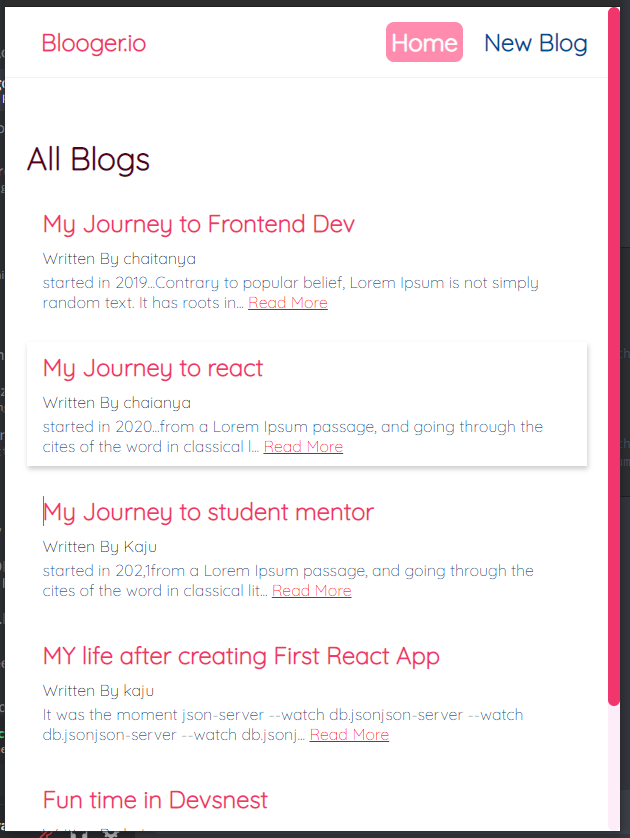 Blooger.io
Home
New Blog
All Blogs
My Journey to Frontend Dev
Written By chaitanya
started in 2019...Contrary to popular belief, Lorem Ipsum is not simply
random text. It has roots in... Read More
My Journey to react
Written By chaianya
started in 2020...from a Lorem Ipsum passage, and going through the
cites of the word in classical l... Read More
My Journey to student mentor
Written By Kaju
started in 202,1from a Lorem Ipsum passage, and going through the
cites of the word in classical lit... Read More
MY life after creating First React App
Written By kaju
It was the moment json-server --watch db.jsonjson-server --watch
db.jsonjson-server --watch db.jsonj... Read More
Fun time in Devsnest